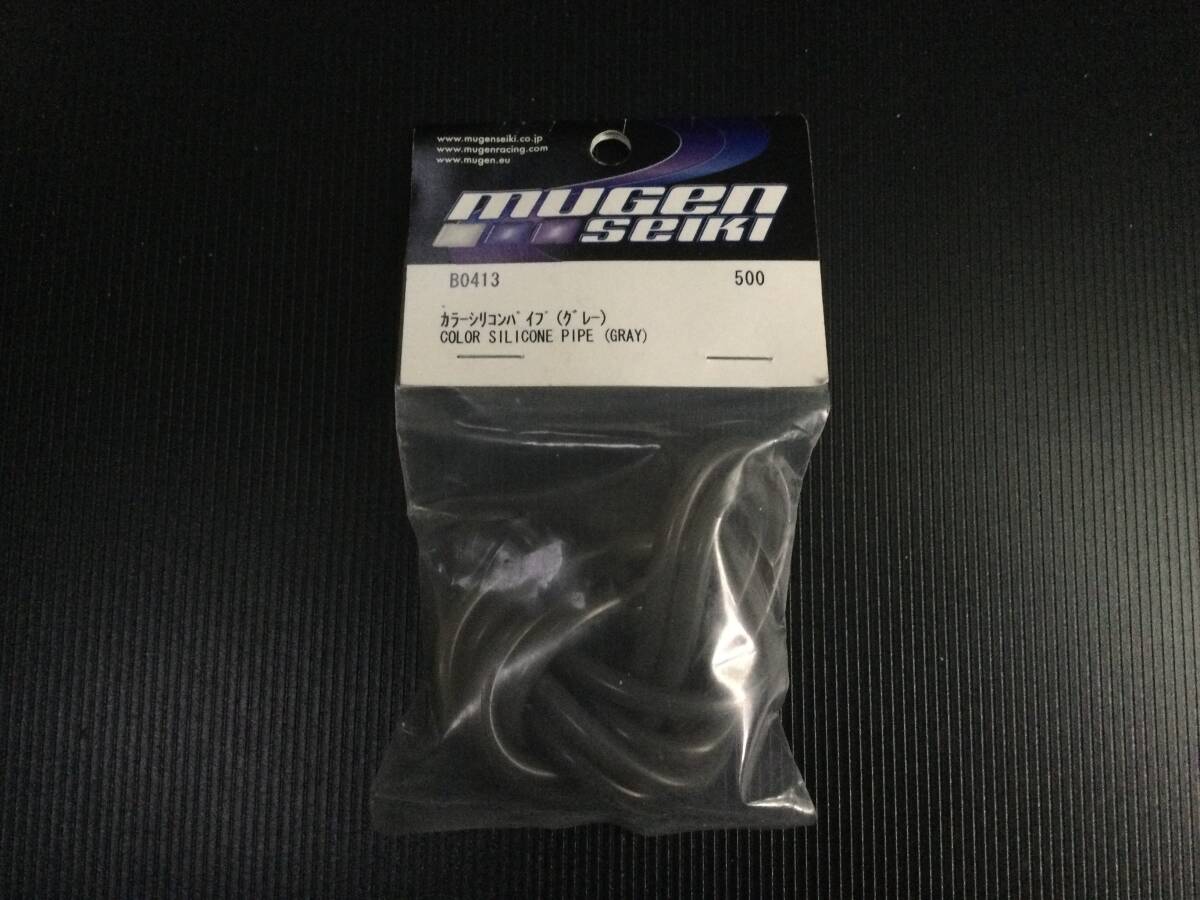 www.mugenseiki.co.jp
www.mugenracing.com
www.mugen.eu
mugen
seiki
B0413 500
ｶﾗｰｼﾘｺﾝﾊﾟｲﾌﾟ(ｸﾞﾚｰ)
COLOR SILICONE PIPE (GRAY)